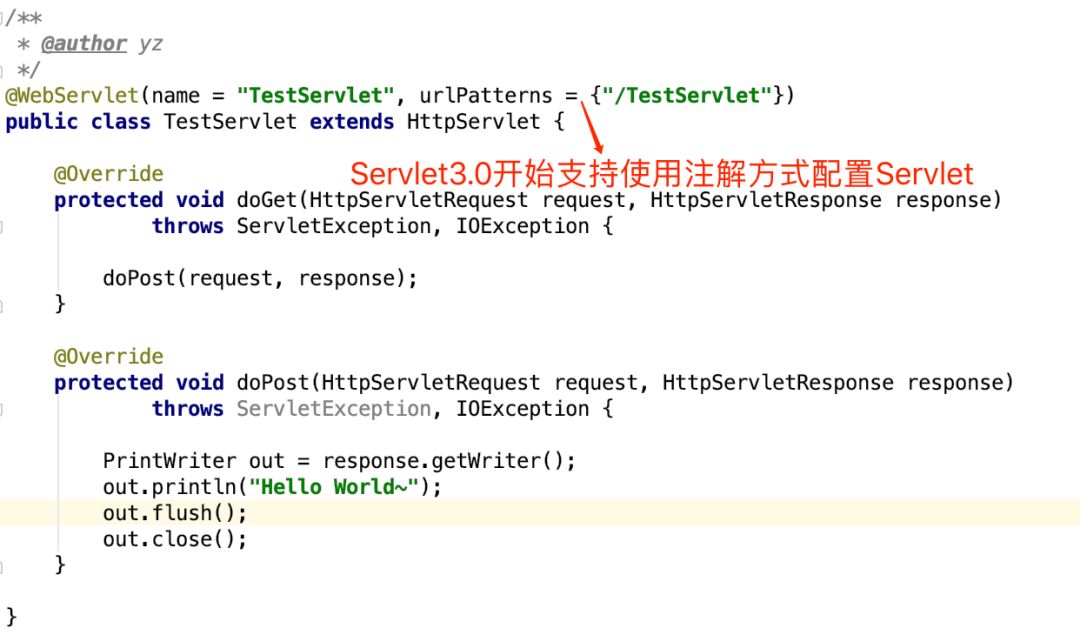 /**
 * @author yz
 */
@WebServlet(name = "TestServlet", urlPatterns = {"/TestServlet"})
public class TestServlet extends HttpServlet {
    @Override
Servlet3.0开始支持使用注解方式配置Servlet
    protected void doGet(HttpServletRequest request, HttpServletResponse response)
            throws ServletException, IOException {
        doPost(request, response);
    }
    @Override
    protected void doPost(HttpServletRequest request, HttpServletResponse response)
            throws ServletException, IOException {
        PrintWriter out = response.getWriter();
        out.println("Hello World~");
        out.flush();
        out.close();
    }
}